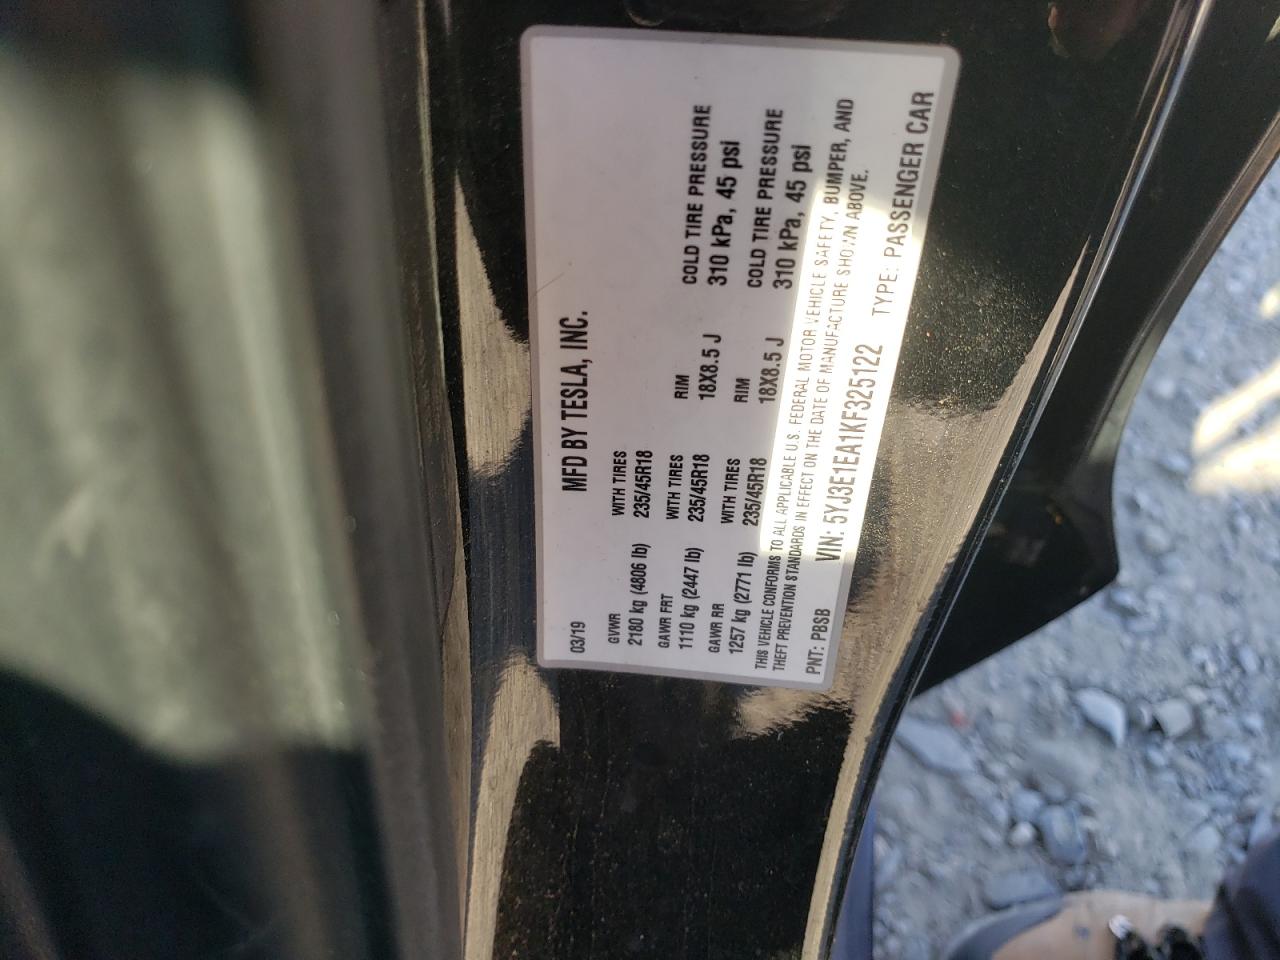 MFD BY TESLA, INC.
03/19
GVWR WITH TIRES
2180 kg (4806 lb) 235/45R18
GAWR FRT WITH TIRES RIM COLD TIRE PRESSURE
1110 kg (2447 lb) 235/45R18 18X8.5 J 310 kPa, 45 psi
GAWR RR WITH TIRES RIM COLD TIRE PRESSURE
1257 kg (2771 lb) 235/45R18 18X8.5 J 310 kPa, 45 psi
THIS VEHICLE CONFORMS TO ALL APPLICABLE U.S. FEDERAL MOTOR VEHICLE SAFETY, BUMPER, AND
THEFT PREVENTION STANDARDS IN EFFECT ON THE DATE OF MANUFACTURE SHOWN ABOVE.
PNT: PBSB VIN: 5YJ3E1EA1KF325122 TYPE: PASSENGER CAR